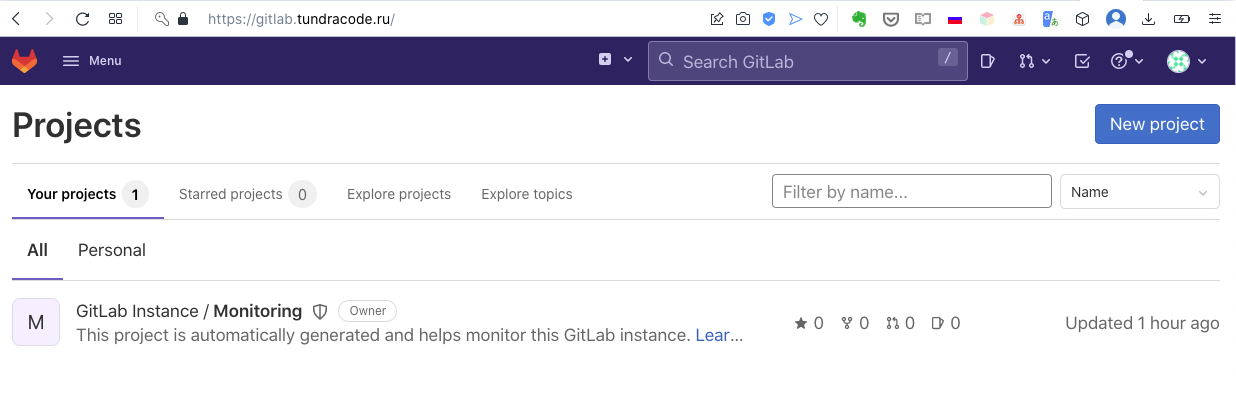 https://gitlab.tundracode.ru/
Menu
Search GitLab /
Projects
New project
Your projects 1 Starred projects 0 Explore projects Explore topics Filter by name... Name
All Personal
M
GitLab Instance / Monitoring Owner
This project is automatically generated and helps monitor this GitLab instance. Lear...
0 0 0 0 Updated 1 hour ago